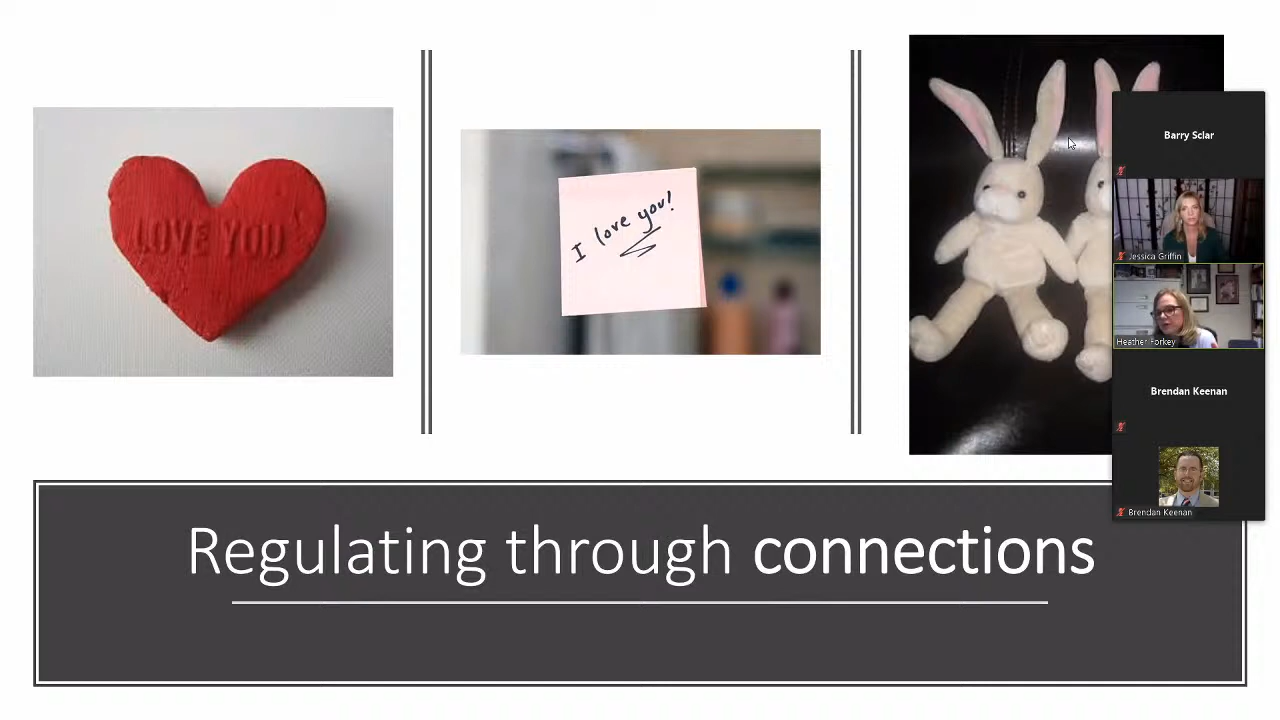 LOVE YOU
I love you!
Barry Sclar
Jessica Griffin
Heather Forkey
Brendan Keenan
Brendan Keenan
Regulating through connections